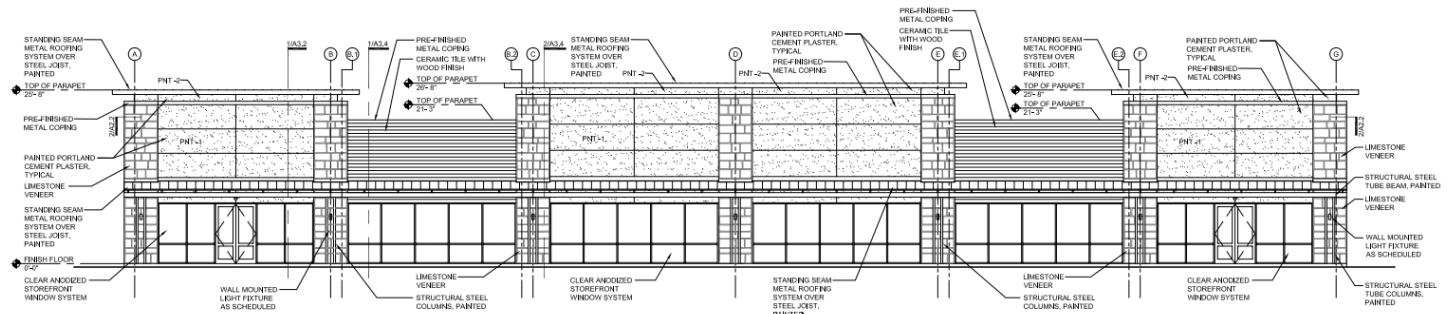 STANDING SEAM
METAL ROOFING
SYSTEM OVER
STEEL JOIST,
PAINTED
A
1/A3.2
B
B.1
1/A3.4
PRE-FINISHED
METAL COPING
CERAMIC TILE
WITH WOOD
FINISH
B.2
C
2/A3.4
STANDING SEAM
METAL ROOFING
SYSTEM OVER
STEEL JOIST,
PAINTED
D
PAINTED PORTLAND
CEMENT PLASTER,
TYPICAL
PRE-FINISHED
METAL COPING
PRE-FINISHED
METAL COPING
CERAMIC TILE
WITH WOOD
FINISH
E
E.1
STANDING SEAM
METAL ROOFING
SYSTEM OVER
STEEL JOIST,
PAINTED
E.2
F
PAINTED PORTLAND
CEMENT PLASTER,
TYPICAL
PRE-FINISHED
METAL COPING
G
PNT -2
PNT -2
PNT -2
PNT -2
TOP OF PARAPET
25'- 8"
TOP OF PARAPET
26'- 8"
TOP OF PARAPET
21'- 3"
TOP OF PARAPET
25'- 8"
TOP OF PARAPET
21'- 3"
PRE-FINISHED
METAL COPING
2/A2.2
2/A2.2
PNT -1
PNT -1
PNT -1
PAINTED PORTLAND
CEMENT PLASTER,
TYPICAL
LIMESTONE
VENEER
STANDING SEAM
METAL ROOFING
SYSTEM OVER
STEEL JOIST,
PAINTED
LIMESTONE
VENEER
STRUCTURAL STEEL
TUBE BEAM, PAINTED
LIMESTONE
VENEER
WALL MOUNTED
LIGHT FIXTURE
AS SCHEDULED
FINISH FLOOR
0'-0"
CLEAR ANODIZED
STOREFRONT
WINDOW SYSTEM
WALL MOUNTED
LIGHT FIXTURE
AS SCHEDULED
LIMESTONE
VENEER
STRUCTURAL STEEL
COLUMNS, PAINTED
CLEAR ANODIZED
STOREFRONT
WINDOW SYSTEM
STANDING SEAM
METAL ROOFING
SYSTEM OVER
STEEL JOIST,
LIMESTONE
VENEER
STRUCTURAL STEEL
COLUMNS, PAINTED
CLEAR ANODIZED
STOREFRONT
WINDOW SYSTEM
STRUCTURAL STEEL
TUBE COLUMNS,
PAINTED